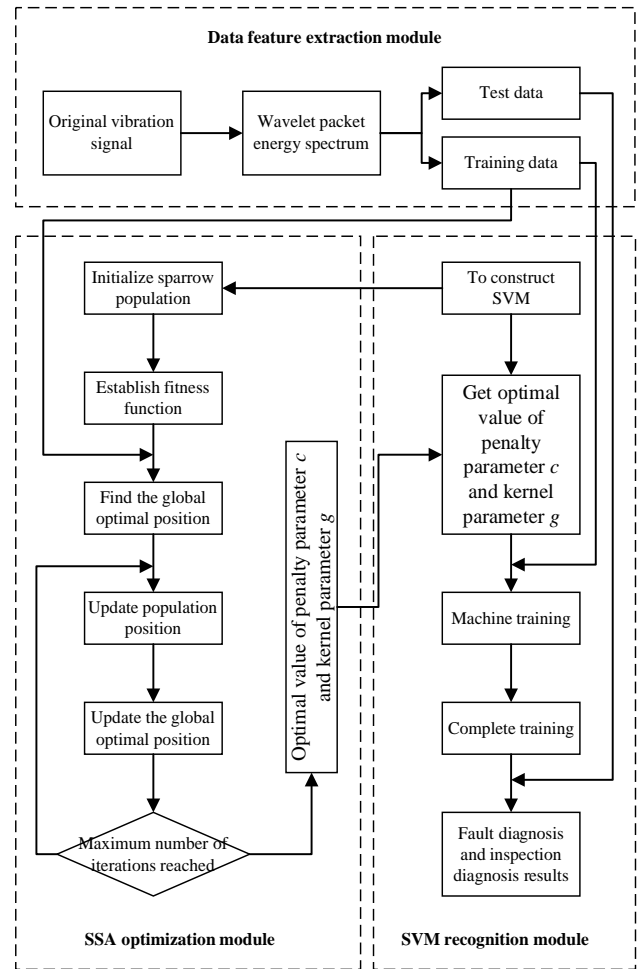 Data feature extraction module
Original vibration
signal
Wavelet packet
energy spectrum
Test data
Training data
Initialize sparrow
population
Establish fitness
function
Find the global
optimal position
Update population
position
Update the global
optimal position
Maximum number of
iterations reached
Optimal value of penalty parameter c
and kernel parameter g
SSA optimization module
To construct
SVM
Get optimal
value of
penalty
parameter c
and kernel
parameter g
Machine training
Complete training
Fault diagnosis
and inspection
diagnosis results
SVM recognition module